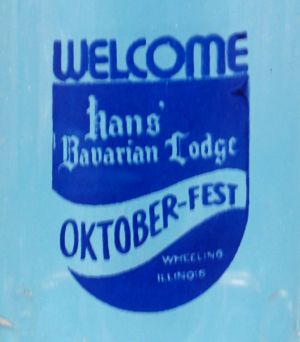 WELCOME
Hans'
Bavarian Lodge
OKTOBER-FEST
WHEELING
ILLINOIS